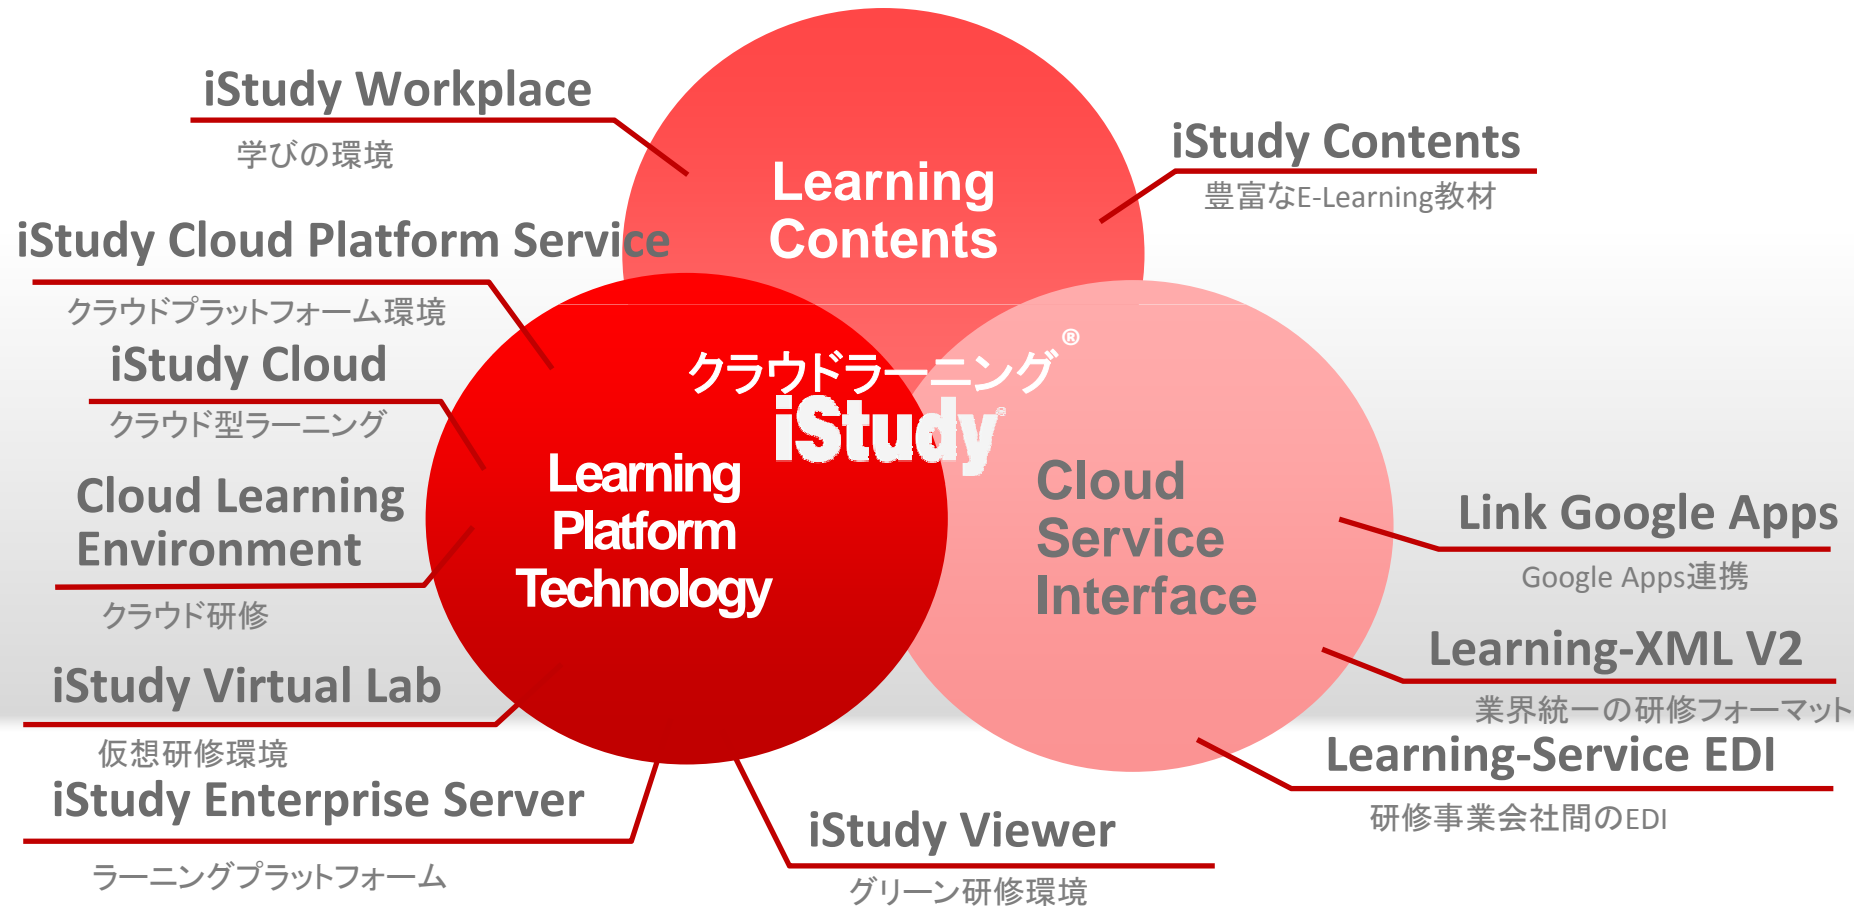 iStudy Workplace
学びの環境
iStudy Contents
豊富なE-Learning教材
Learning
Contents
iStudy Cloud Platform Service
クラウドプラットフォーム環境
iStudy Cloud
クラウド型ラーニング
クラウドラーニング®
iStudy®
Cloud Learning
Environment
クラウド研修
Learning
Platform
Technology
Cloud
Service
Interface
Link Google Apps
Google Apps連携
Learning-XML V2
業界統一の研修フォーマット
iStudy Virtual Lab
仮想研修環境
Learning-Service EDI
研修事業会社間のEDI
iStudy Enterprise Server
ラーニングプラットフォーム
iStudy Viewer
グリーン研修環境